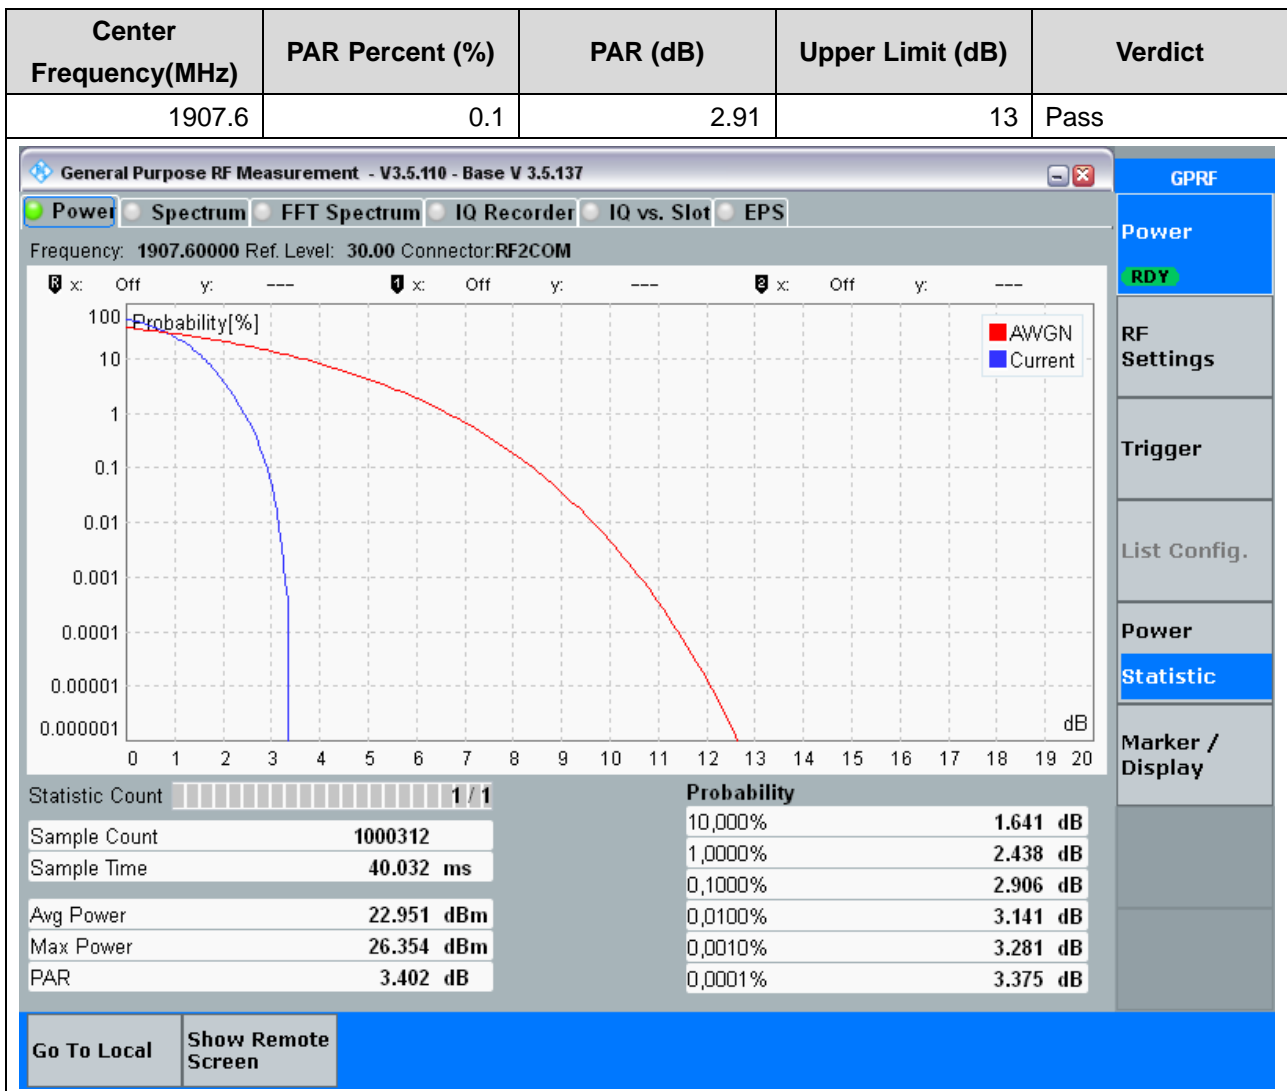 Center Frequency(MHz) PAR Percent (%) PAR (dB) Upper Limit (dB) Verdict
1907.6 0.1 2.91 13 Pass
General Purpose RF Measurement - V3.5.110 - Base V 3.5.137
Power Spectrum FFT Spectrum IQ Recorder IQ vs. Slot EPS
Frequency: 1907.60000 Ref. Level: 30.00 Connector:RF2COM
R x: Off y: --- 1 x: Off y: --- 2 x: Off y: ---
Probability[%]
AWGN
Current
100
10
1
0.1
0.01
0.001
0.0001
0.00001
0.000001
dB
0 1 2 3 4 5 6 7 8 9 10 11 12 13 14 15 16 17 18 19 20
Statistic Count 1 / 1
Sample Count 1000312
Sample Time 40.032 ms
Avg Power 22.951 dBm
Max Power 26.354 dBm
PAR 3.402 dB
Probability
10,000% 1.641 dB
1,0000% 2.438 dB
0,1000% 2.906 dB
0,0100% 3.141 dB
0,0010% 3.281 dB
0,0001% 3.375 dB
GPRF
Power
RDY
RF
Settings
Trigger
List Config.
Power
Statistic
Marker /
Display
Go To Local
Show Remote
Screen